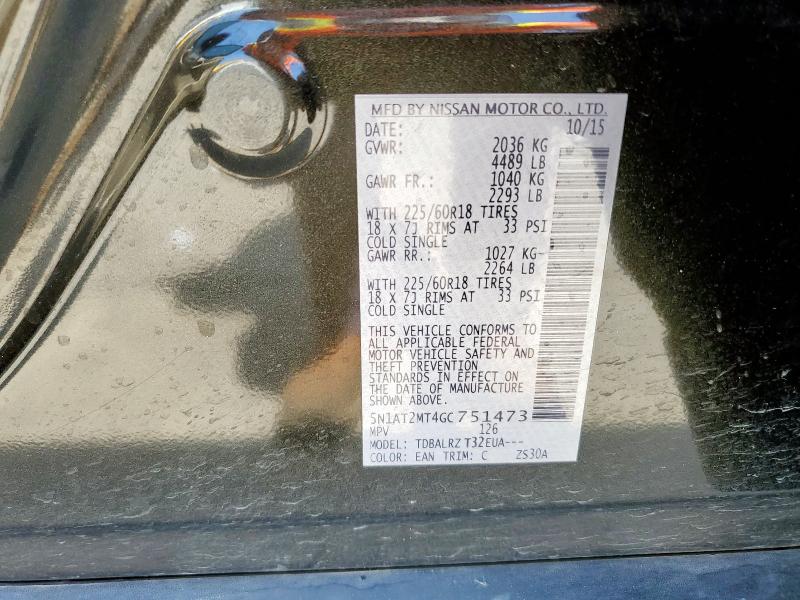 MFD BY NISSAN MOTOR CO., LTD.
DATE: 10/15
GVWR: 2036 KG
4489 LB
GAWR FR.: 1040 KG
2293 LB
WITH 225/60R18 TIRES
18 X 7J RIMS AT 33 PSI
COLD SINGLE
GAWR RR.: 1027 KG
2264 LB
WITH 225/60R18 TIRES
18 X 7J RIMS AT 33 PSI
COLD SINGLE
THIS VEHICLE CONFORMS TO
ALL APPLICABLE FEDERAL
MOTOR VEHICLE SAFETY AND
THEFT PREVENTION
STANDARDS IN EFFECT ON
THE DATE OF MANUFACTURE
SHOWN ABOVE.
5N1AT2MT4GC751473
MPV 126
MODEL: TDBALRZ T32EUA---
COLOR: EAN TRIM: C ZS30A